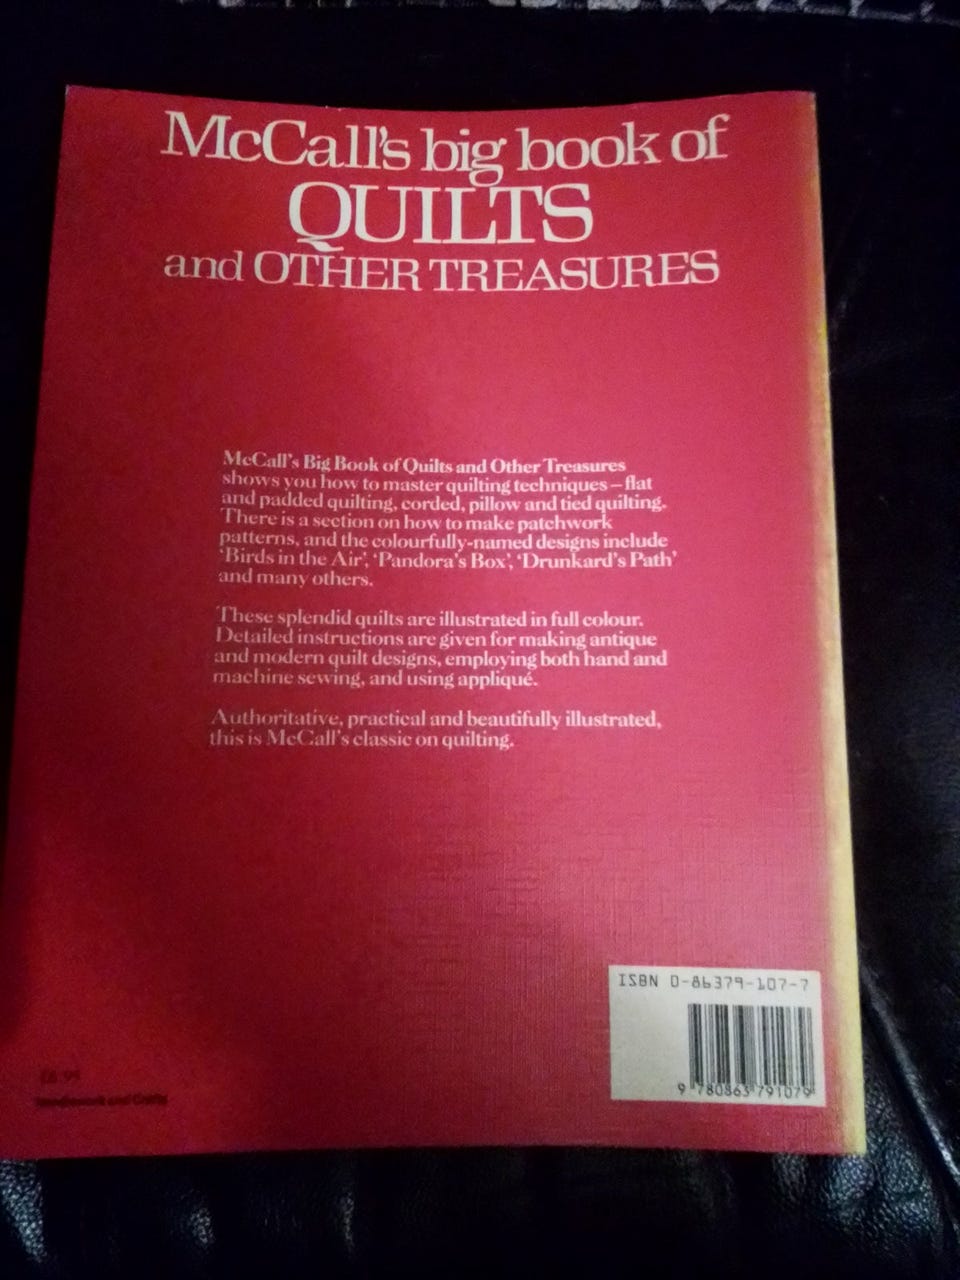 McCall's big book of
QUILTS
and OTHER TREASURES
McCall's Big Book of Quilts and Other Treasures
shows you how to master quilting techniques – flat
and padded quilting, corded, pillow and tied quilting.
There is a section on how to make patchwork
patterns, and the colourfully-named designs include
'Birds in the Air', 'Pandora's Box', 'Drunkard's Path'
and many others.
These splendid quilts are illustrated in full colour.
Detailed instructions are given for making antique
and modern quilt designs, employing both hand and
machine sewing, and using appliqué.
Authoritative, practical and beautifully illustrated,
this is McCall's classic on quilting.
ISBN 0-86379-107-7
9 780863 791079
£6.95
Needlework and Crafts